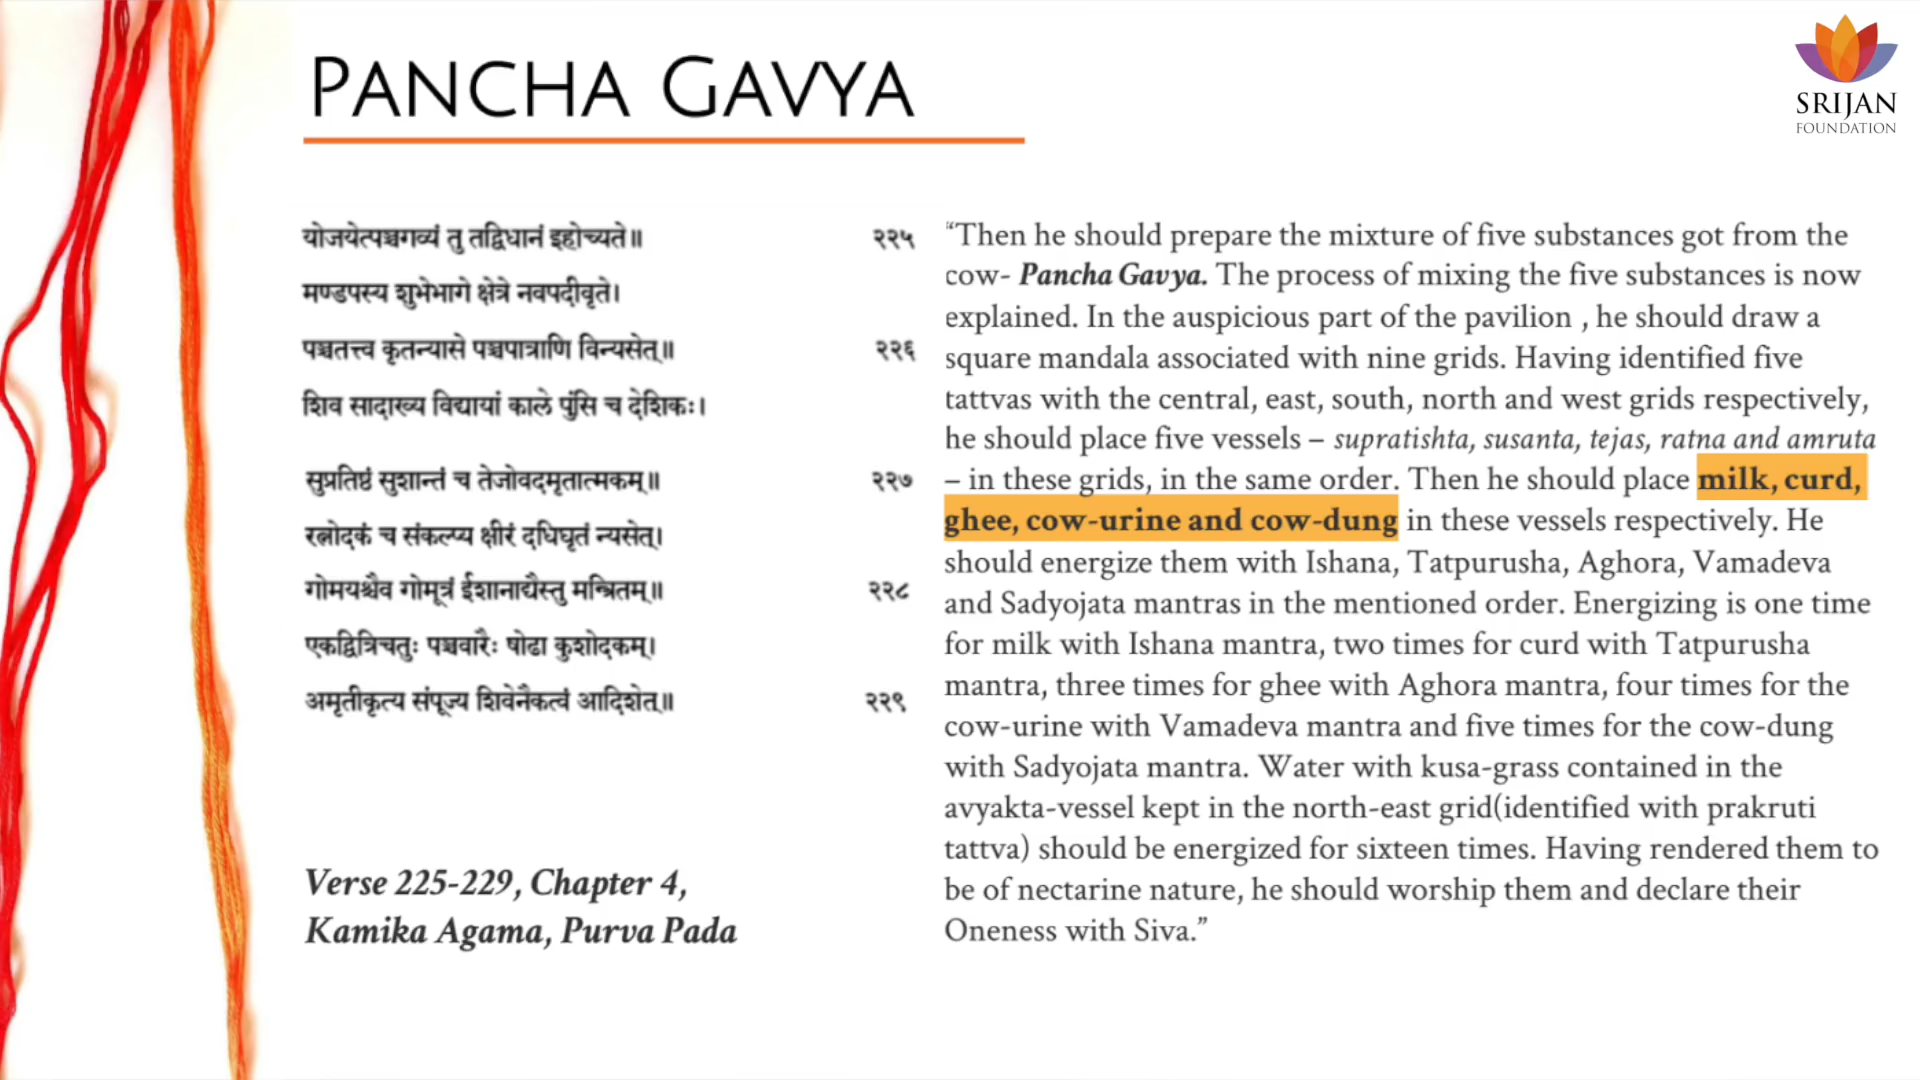 PANCHA GAVYA
SRIJAN
FOUNDATION
योजयेत्पञ्चगव्यं तु तद्विधानं इहोच्यते॥ २२५
मण्डपस्य शुभेभागे क्षेत्रे नवपदीवृते।
पञ्चतत्त्व कृतन्यासे पञ्चपात्राणि विन्यसेत्॥ २२६
शिव सादाख्य विद्यायां काले पुंसि च देशिकः।
सुप्रतिष्ठं सुशान्तं च तेजोवदमृतात्मकम्॥ २२७
रत्नोदकं च संकल्प्य क्षीरं दधिघृतं न्यसेत्।
गोमयश्चैव गोमूत्रं ईशानाद्यैस्तु मन्त्रितम्॥ २२८
एकद्वित्रिचतुः पञ्चवारैः षोढा कुशोदकम्।
अमृतीकृत्य संपूज्य शिवेनैकत्वं आदिशेत्॥ २२९
Verse 225-229, Chapter 4,
Kamika Agama, Purva Pada
“Then he should prepare the mixture of five substances got from the
cow- Pancha Gavya. The process of mixing the five substances is now
explained. In the auspicious part of the pavilion , he should draw a
square mandala associated with nine grids. Having identified five
tattvas with the central, east, south, north and west grids respectively,
he should place five vessels – supratishta, susanta, tejas, ratna and amruta
– in these grids, in the same order. Then he should place milk, curd,
ghee, cow-urine and cow-dung in these vessels respectively. He
should energize them with Ishana, Tatpurusha, Aghora, Vamadeva
and Sadyojata mantras in the mentioned order. Energizing is one time
for milk with Ishana mantra, two times for curd with Tatpurusha
mantra, three times for ghee with Aghora mantra, four times for the
cow-urine with Vamadeva mantra and five times for the cow-dung
with Sadyojata mantra. Water with kusa-grass contained in the
avyakta-vessel kept in the north-east grid(identified with prakruti
tattva) should be energized for sixteen times. Having rendered them to
be of nectarine nature, he should worship them and declare their
Oneness with Siva.”